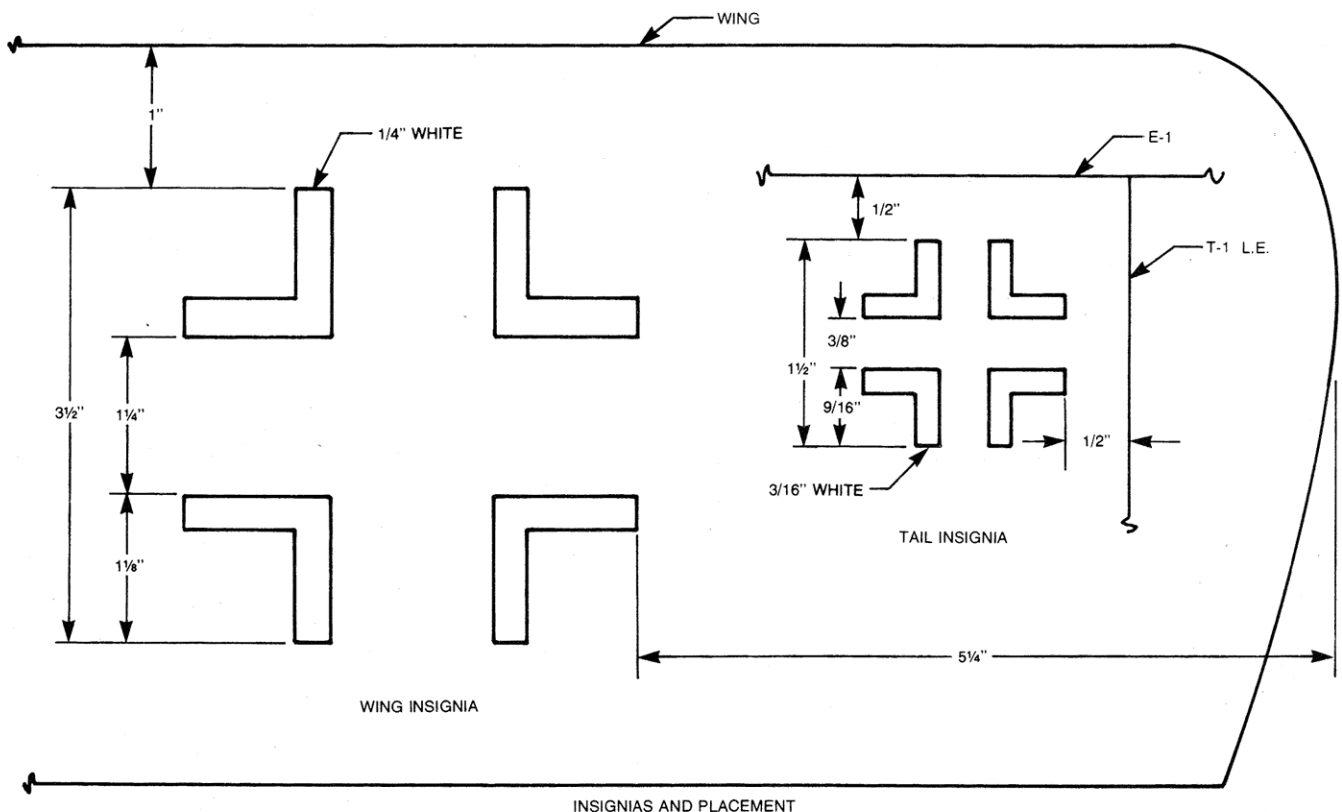 WING
1"
1/4" WHITE
E-1
1/2"
T-1 L.E.
3/8"
1½"
3½"
1¼"
9/16"
1/2"
3/16" WHITE
TAIL INSIGNIA
1⅛"
5¼"
WING INSIGNIA
INSIGNIAS AND PLACEMENT